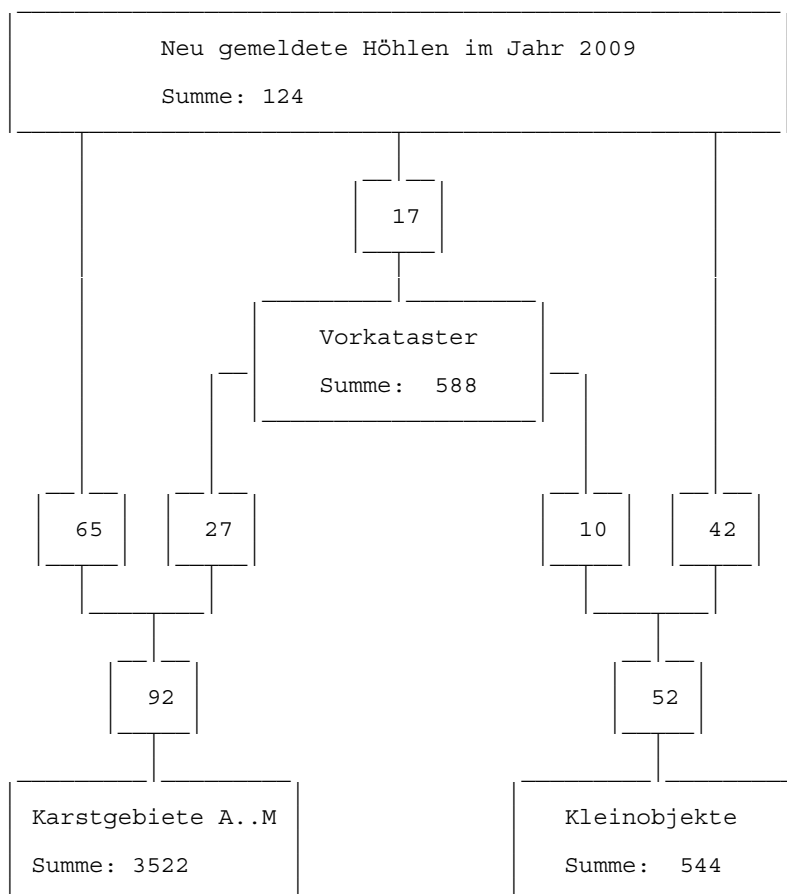 Neu gemeldete Höhlen im Jahr 2009
Summe: 124
17
Vorkataster
Summe: 588
65 27 10 42
92 52
Karstgebiete A..M Kleinobjekte
Summe: 3522 Summe: 544